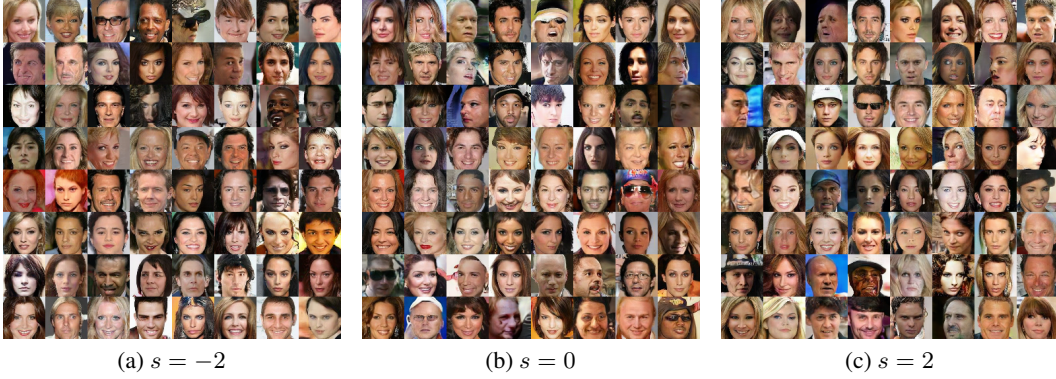 (a) s = −2
(b) s = 0
(c) s = 2